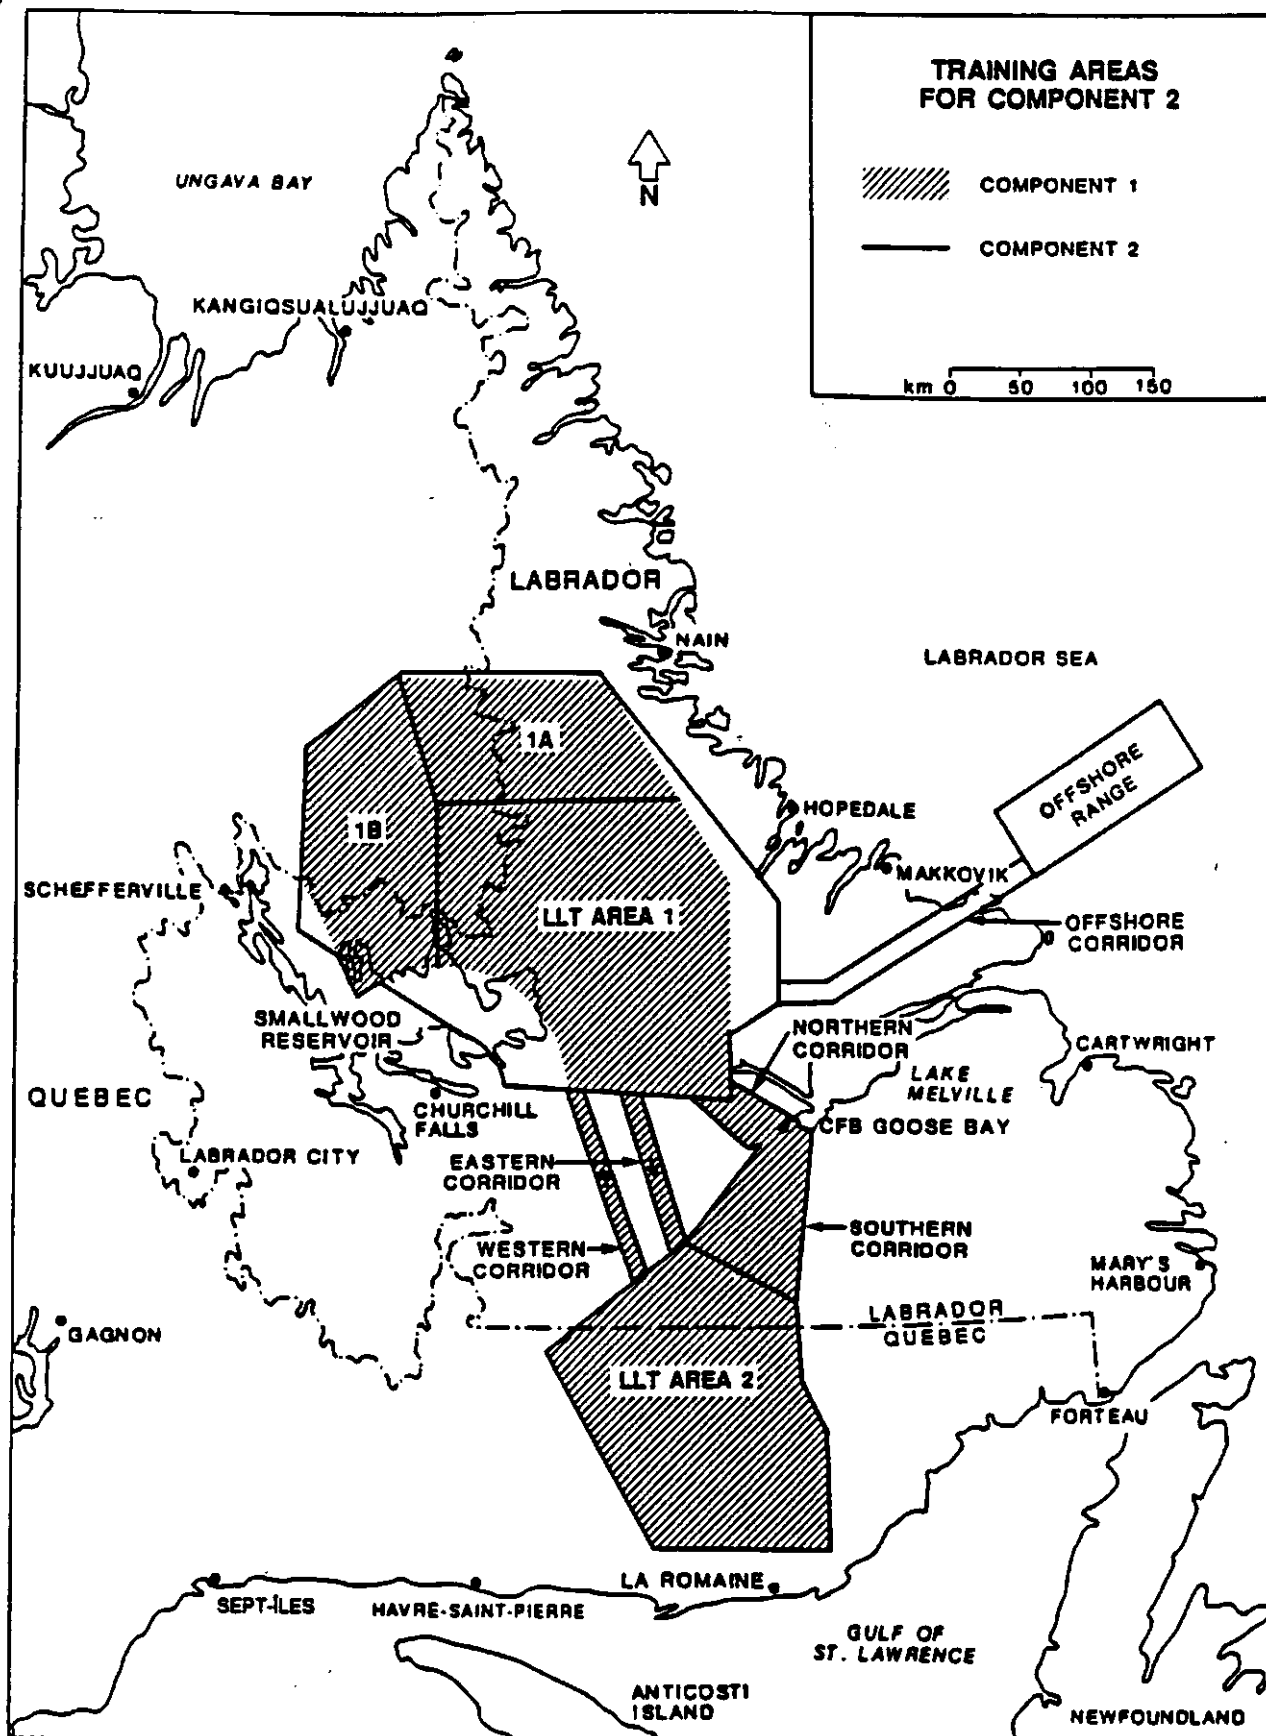 TRAINING AREAS
FOR COMPONENT 2
COMPONENT 1
COMPONENT 2
km 0 50 100 150
UNGAVA BAY
N
KANGIQSUALUJJUAQ
KUUJJUAQ
LABRADOR
NAIN
LABRADOR SEA
1A
OFFSHORE
RANGE
HOPEDALE
1B
MAKKOVIK
SCHEFFERVILLE
LLT AREA 1
OFFSHORE
CORRIDOR
SMALLWOOD
RESERVOIR
NORTHERN
CORRIDOR
CARTWRIGHT
LAKE
MELVILLE
QUEBEC
CHURCHILL
FALLS
CFB GOOSE BAY
LABRADOR CITY
EASTERN
CORRIDOR
SOUTHERN
CORRIDOR
WESTERN
CORRIDOR
MARY'S
HARBOUR
LABRADOR
QUEBEC
GAGNON
LLT AREA 2
FORTEAU
LA ROMAINE
SEPT-ÎLES
HAVRE-SAINT-PIERRE
GULF OF
ST. LAWRENCE
ANTICOSTI
ISLAND
NEWFOUNDLAND